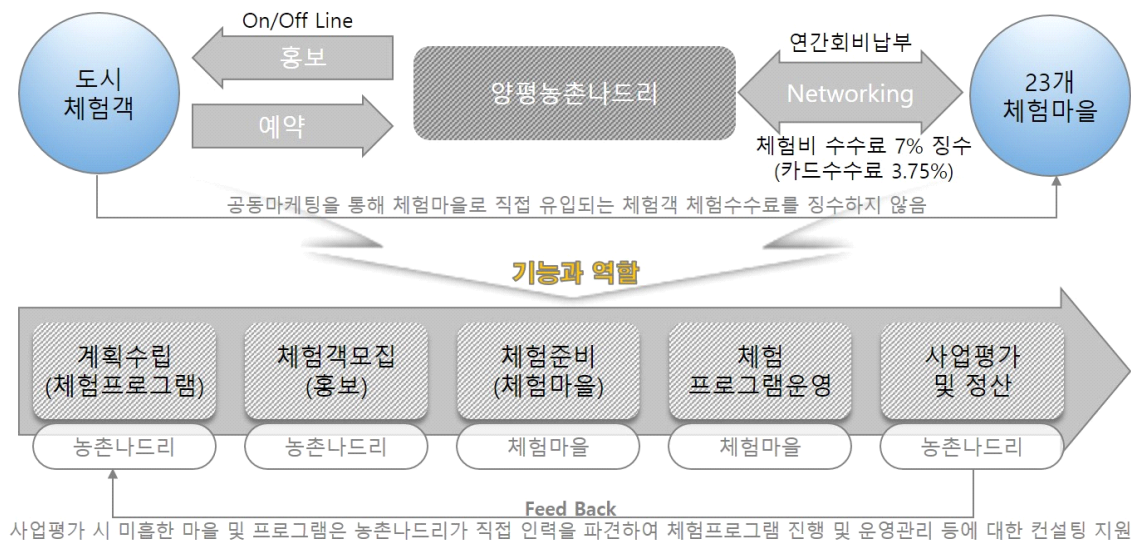 On/Off Line
홍보
예약
도시
체험객
양평농촌나드리
연간회비납부
Networking
체험비 수수료 7% 징수
(카드수수료 3.75%)
23개
체험마을
공동마케팅을 통해 체험마을로 직접 유입되는 체험객 체험수수료를 징수하지 않음
기능과 역할
계획수립
(체험프로그램)
농촌나드리
체험객모집
(홍보)
농촌나드리
체험준비
(체험마을)
체험마을
체험
프로그램운영
체험마을
사업평가
및 정산
농촌나드리
Feed Back
사업평가 시 미흡한 마을 및 프로그램은 농촌나드리가 직접 인력을 파견하여 체험프로그램 진행 및 운영관리 등에 대한 컨설팅 지원